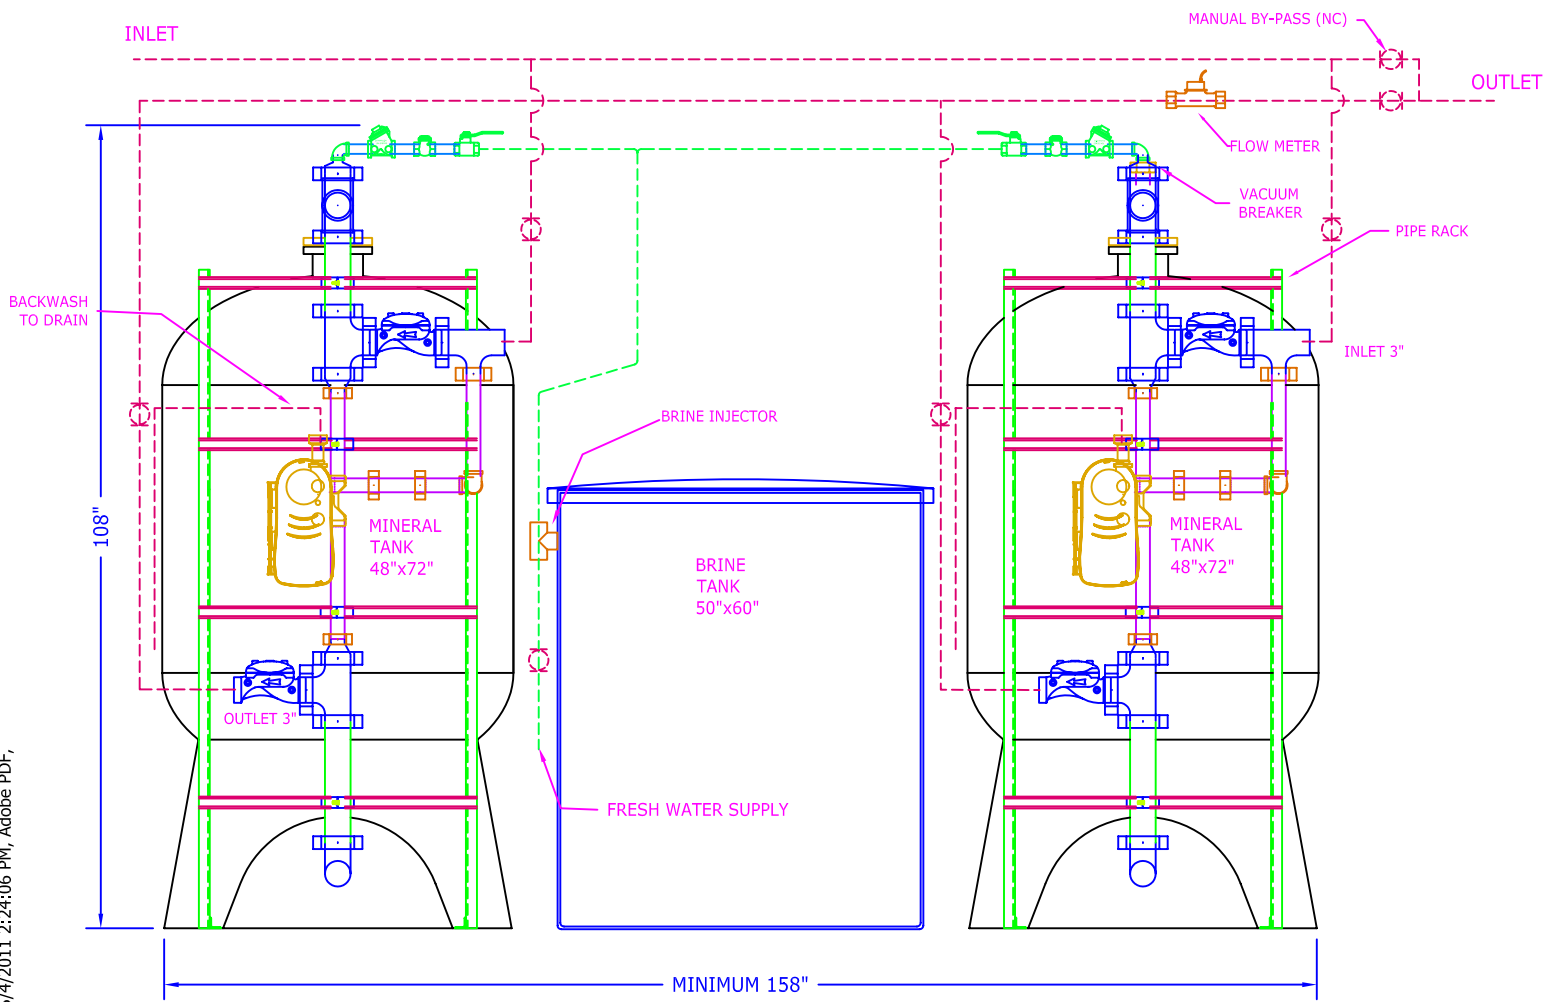 MANUAL BY-PASS (NC)
INLET
OUTLET
FLOW METER
VACUUM
BREAKER
PIPE RACK
BACKWASH
TO DRAIN
INLET 3"
BRINE INJECTOR
108"
MINERAL
TANK
48"x72"
MINERAL
TANK
48"x72"
BRINE
TANK
50"x60"
OUTLET 3"
FRESH WATER SUPPLY
/4/2011 2:24:06 PM, Adobe PDF,
MINIMUM 158"